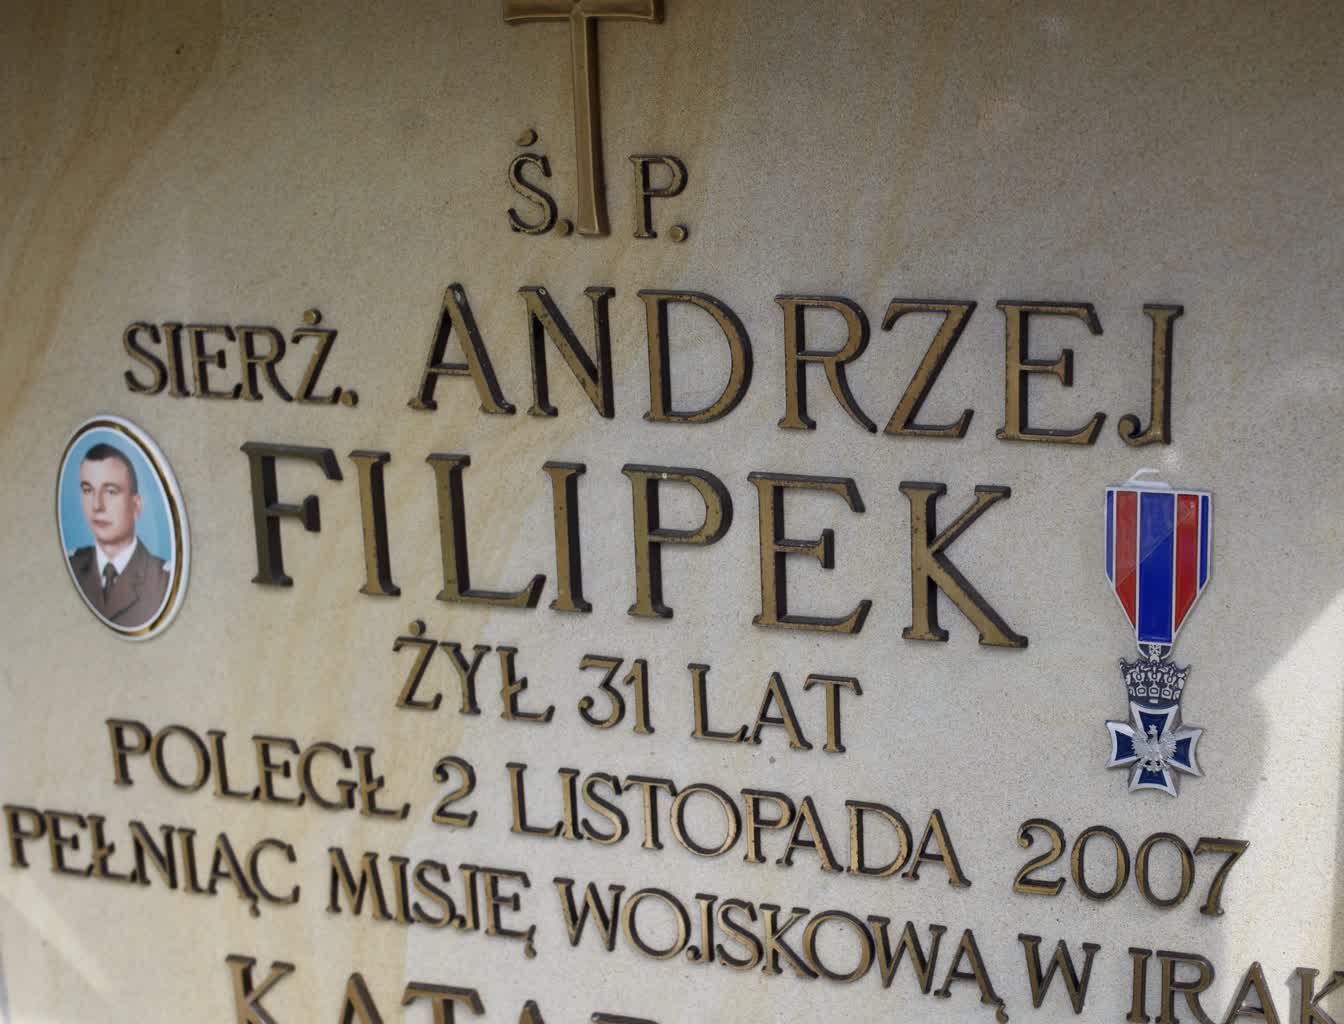 Ś. P.
SIERŻ. ANDRZEJ
FILIPEK
ŻYŁ 31 LAT
POLEGŁ 2 LISTOPADA 2007
PEŁNIĄC MISJĘ WOJSKOWĄ W IRAK